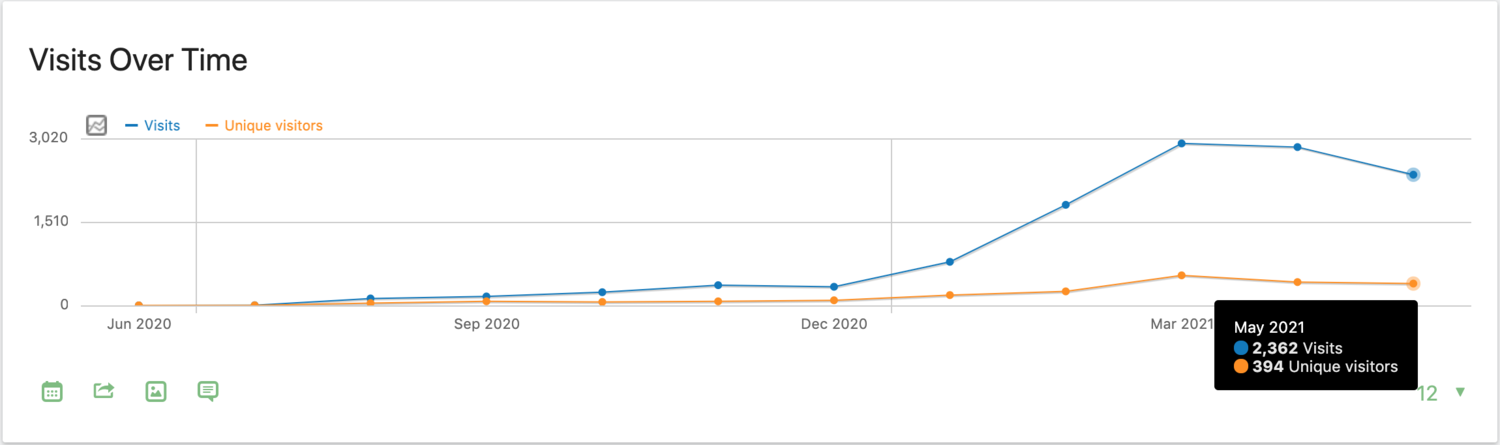 Visits Over Time
Visits Unique visitors
3,020
1,510
0
Jun 2020 Sep 2020 Dec 2020 Mar 2021
May 2021
2,362 Visits
394 Unique visitors
12